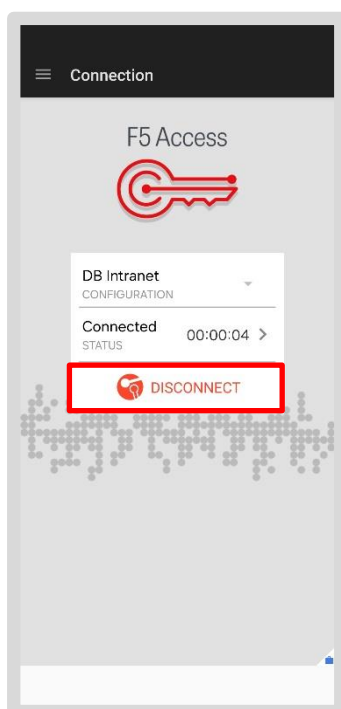 Connection
F5 Access
DB Intranet
CONFIGURATION
Connected
STATUS
00:00:04
DISCONNECT